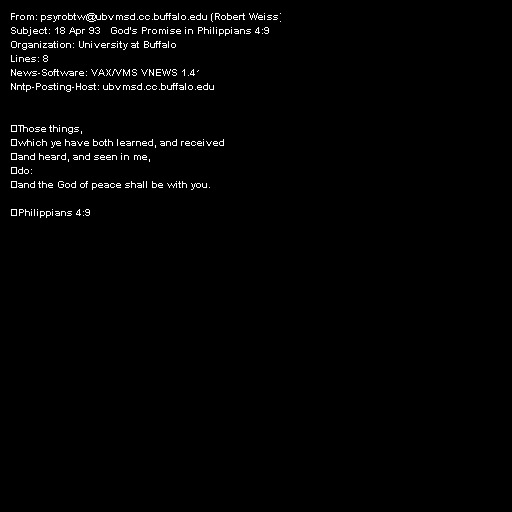 From: psyrobtw@ubvmsd.cc.buffalo.edu (Robert Weiss)
Subject: 18 Apr 93   God's Promise in Philippians 4:9
Organization: University at Buffalo
Lines: 8
News-Software: VAX/VMS VNEWS 1.41
Nntp-Posting-Host: ubvmsd.cc.buffalo.edu
Those things,
which ye have both learned, and received
and heard, and seen in me,
do:
and the God of peace shall be with you.
Philippians 4:9